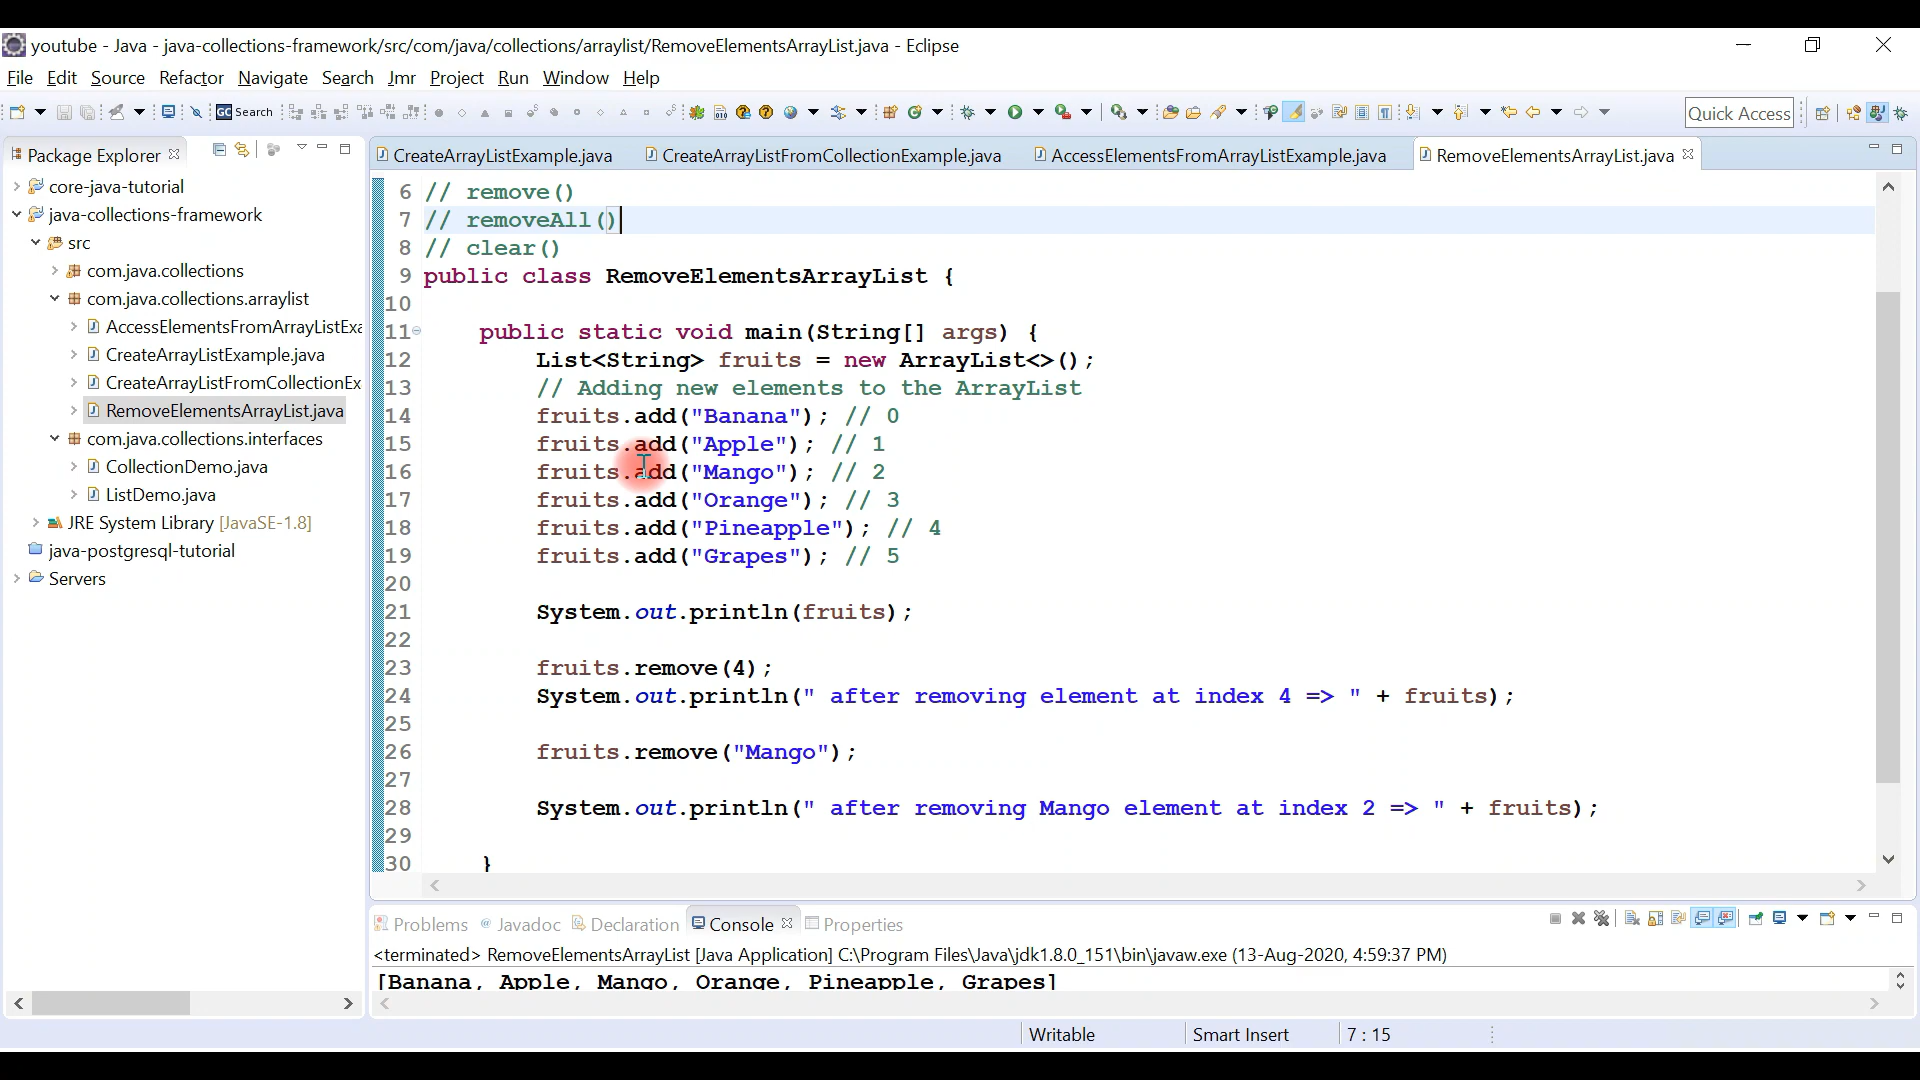 youtube - Java - java-collections-framework/src/com/java/collections/arraylist/RemoveElementsArrayList.java - Eclipse
File Edit Source Refactor Navigate Search Jmr Project Run Window Help
GC Search
Quick Access
Package Explorer
CreateArrayListExample.java CreateArrayListFromCollectionExample.java AccessElementsFromArrayListExample.java RemoveElementsArrayList.java
core-java-tutorial
java-collections-framework
src
com.java.collections
com.java.collections.arraylist
AccessElementsFromArrayListExa
CreateArrayListExample.java
CreateArrayListFromCollectionEx
RemoveElementsArrayList.java
com.java.collections.interfaces
CollectionDemo.java
ListDemo.java
JRE System Library [JavaSE-1.8]
java-postgresql-tutorial
Servers
6 // remove()
7 // removeAll()
8 // clear()
9 public class RemoveElementsArrayList {
10
11 public static void main(String[] args) {
12 List<String> fruits = new ArrayList<>();
13 // Adding new elements to the ArrayList
14 fruits.add("Banana"); // 0
15 fruits.add("Apple"); // 1
16 fruits.add("Mango"); // 2
17 fruits.add("Orange"); // 3
18 fruits.add("Pineapple"); // 4
19 fruits.add("Grapes"); // 5
20
21 System.out.println(fruits);
22
23 fruits.remove(4);
24 System.out.println(" after removing element at index 4 => " + fruits);
25
26 fruits.remove("Mango");
27
28 System.out.println(" after removing Mango element at index 2 => " + fruits);
29
30 }
Problems @ Javadoc Declaration Console Properties
<terminated> RemoveElementsArrayList [Java Application] C:\Program Files\Java\jdk1.8.0_151\bin\javaw.exe (13-Aug-2020, 4:59:37 PM)
[Banana, Apple, Mango, Orange, Pineapple, Grapes]
Writable Smart Insert 7 : 15